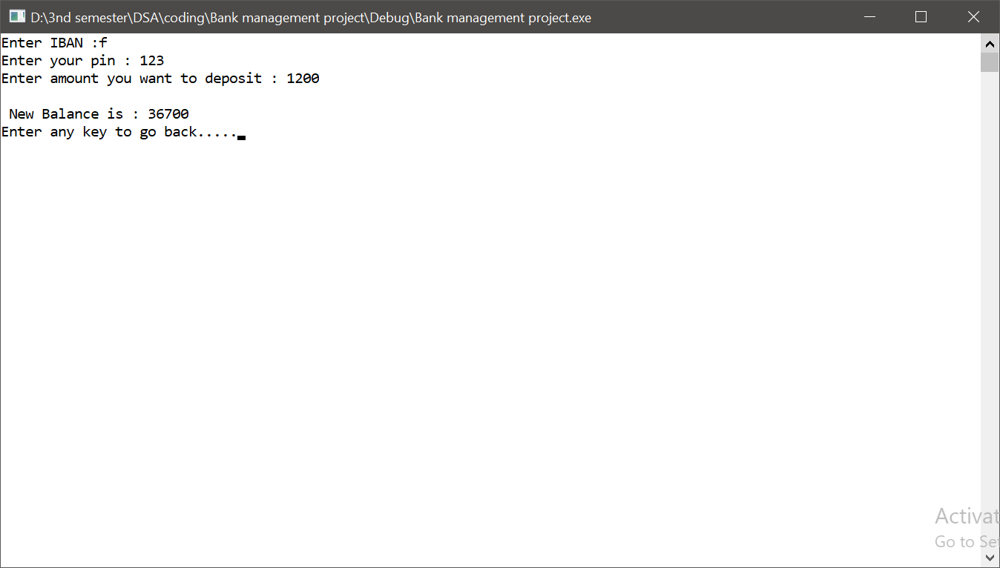 D:\3nd semester\DSA\coding\Bank management project\Debug\Bank management project.exe
Enter IBAN :f
Enter your pin : 123
Enter amount you want to deposit : 1200
New Balance is : 36700
Enter any key to go back.....
Activat
Go to Set